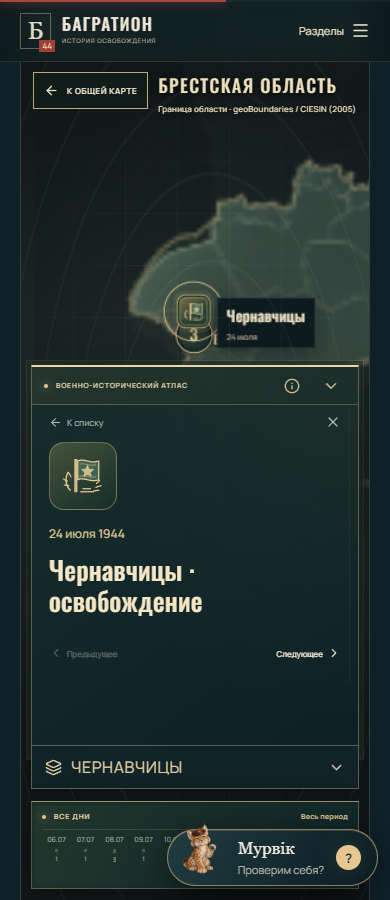 Б
44
БАГРАТИОН
ИСТОРИЯ ОСВОБОЖДЕНИЯ
Разделы
К ОБЩЕЙ КАРТЕ
БРЕСТСКАЯ ОБЛАСТЬ
Граница области · geoBoundaries / CIESIN (2005)
Чернавчицы
24 июля
3
ВОЕННО-ИСТОРИЧЕСКИЙ АТЛАС
К списку
24 июля 1944
Чернавчицы ·
освобождение
Предыдущее
Следующее
ЧЕРНАВЧИЦЫ
ВСЕ ДНИ
Весь период
06.07 07.07 08.07 09.07
1 1 3 1
Мурвік
Проверим себя?
?